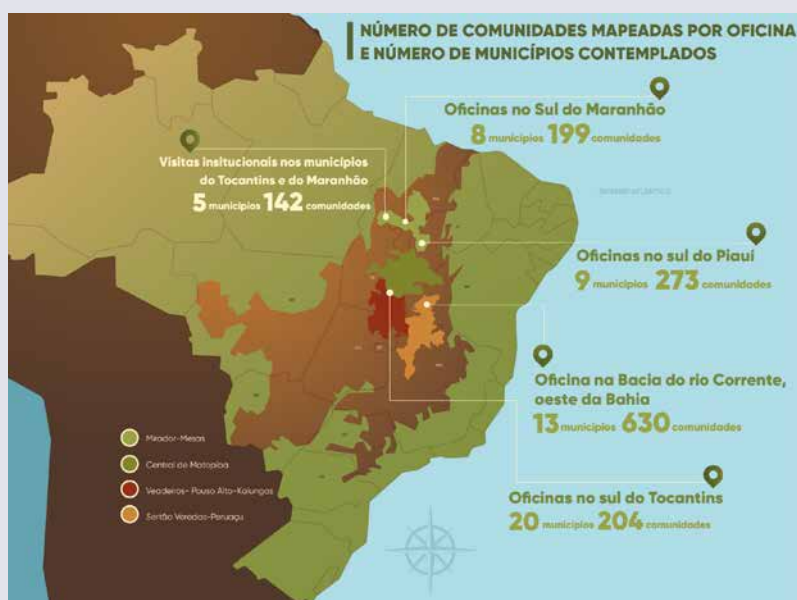 NÚMERO DE COMUNIDADES MAPEADAS POR OFICINA
E NÚMERO DE MUNICÍPIOS CONTEMPLADOS
Oficinas no Sul do Maranhão
8 municípios 199 comunidades
Visitas insitucionais nos municípios
do Tocantins e do Maranhão
5 municípios 142 comunidades
Oficinas no sul do Piauí
9 municípios 273 comunidades
Oficina na Bacia do rio Corrente,
oeste da Bahia
13 municípios 630 comunidades
Oficinas no sul do Tocantins
20 municípios 204 comunidades
Mirador-Mesas
Central de Matopiba
Veadeiros- Pouso Alto-Kalungas
Sertão Veredas-Peruaçu